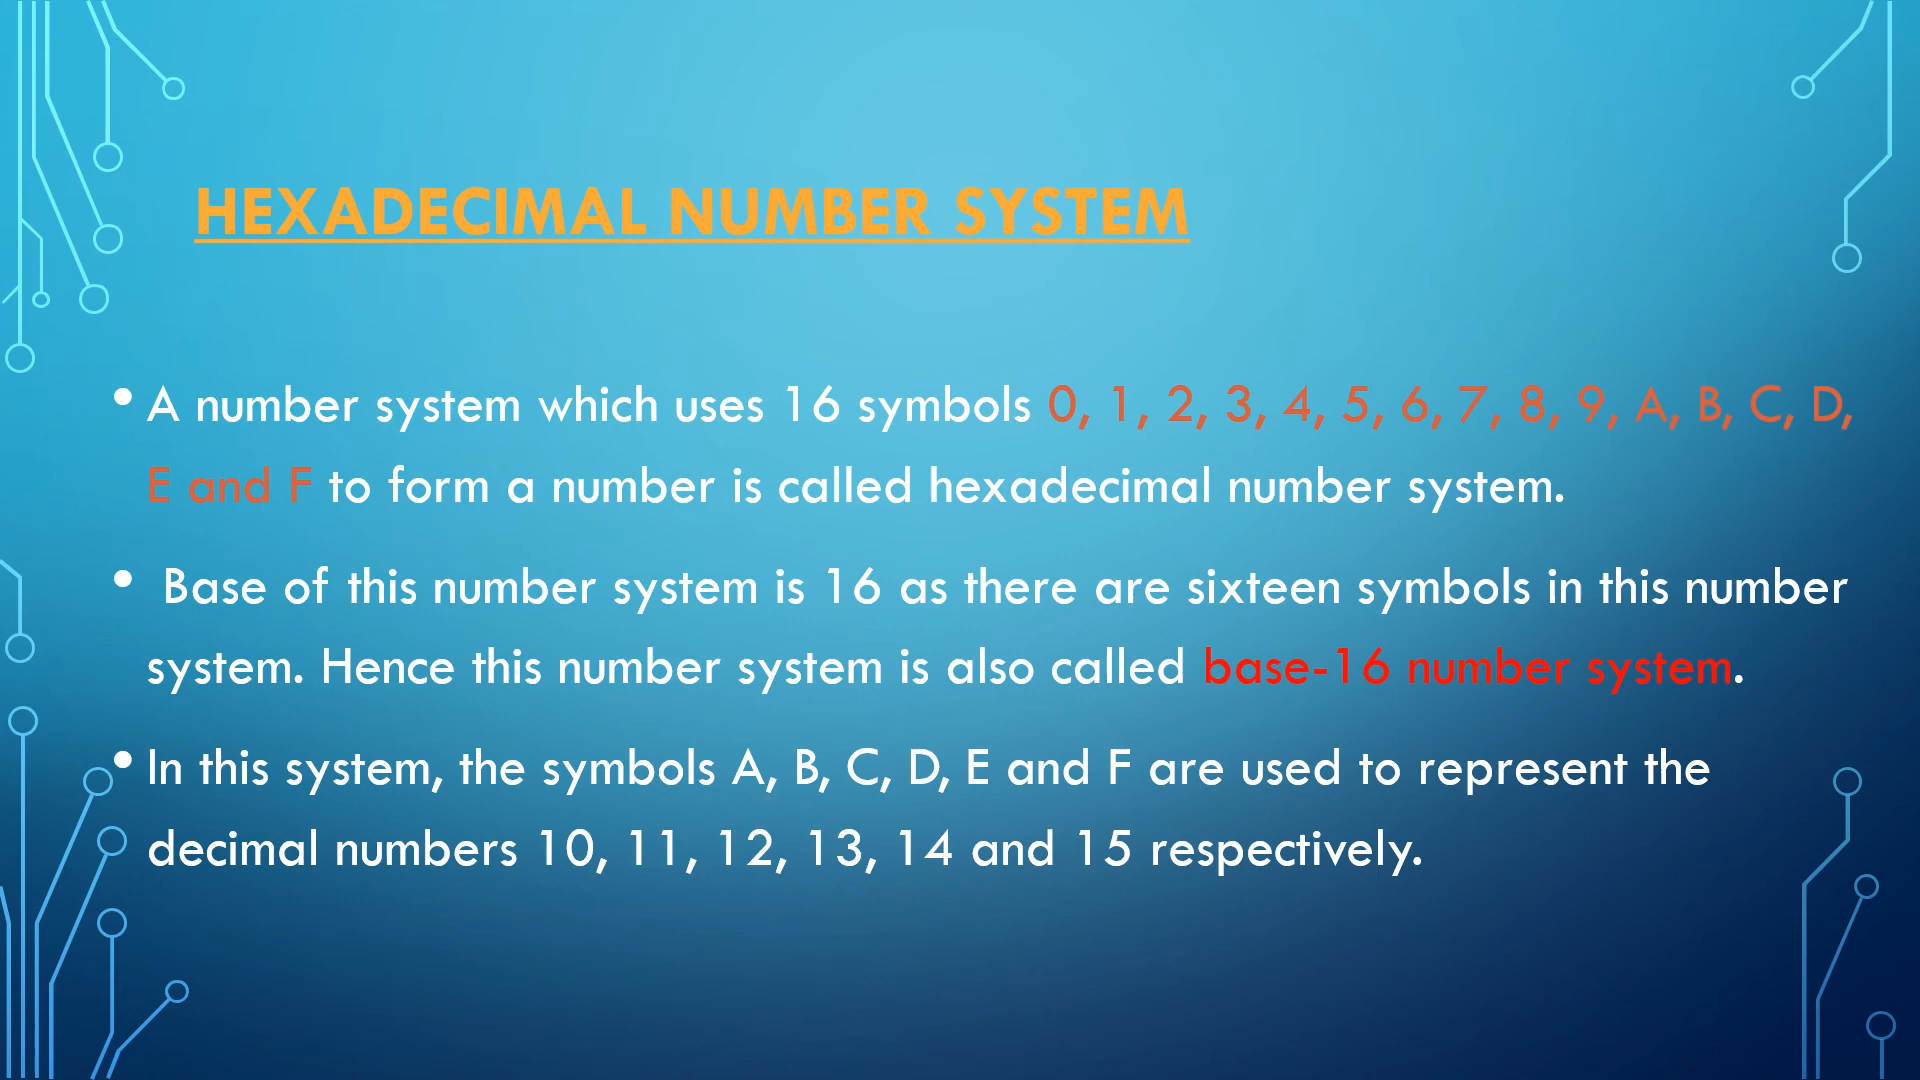 HEXADECIMAL NUMBER SYSTEM
• A number system which uses 16 symbols 0, 1, 2, 3, 4, 5, 6, 7, 8, 9, A, B, C, D,
E and F to form a number is called hexadecimal number system.
• Base of this number system is 16 as there are sixteen symbols in this number
system. Hence this number system is also called base-16 number system.
• In this system, the symbols A, B, C, D, E and F are used to represent the
decimal numbers 10, 11, 12, 13, 14 and 15 respectively.